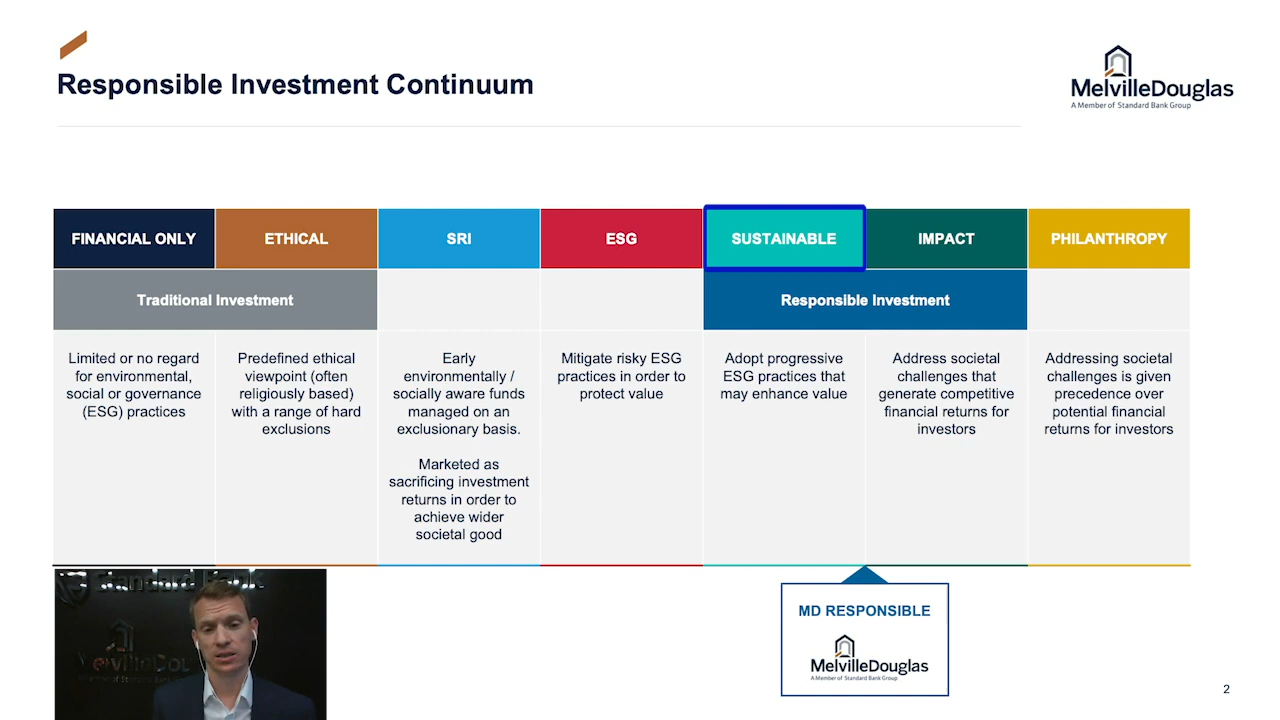 Responsible Investment Continuum
MelvilleDouglas
A Member of Standard Bank Group
FINANCIAL ONLY
ETHICAL
SRI
ESG
SUSTAINABLE
IMPACT
PHILANTHROPY
Traditional Investment
Responsible Investment
Limited or no regard
for environmental,
social or governance
(ESG) practices
Predefined ethical
viewpoint (often
religiously based)
with a range of hard
exclusions
Early
environmentally /
socially aware funds
managed on an
exclusionary basis.
Marketed as
sacrificing investment
returns in order to
achieve wider
societal good
Mitigate risky ESG
practices in order to
protect value
Adopt progressive
ESG practices that
may enhance value
Address societal
challenges that
generate competitive
financial returns for
investors
Addressing societal
challenges is given
precedence over
potential financial
returns for investors
Standard Bank
MD RESPONSIBLE
MelvilleDouglas
A Member of Standard Bank Group
2